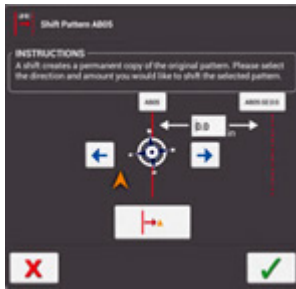 Shift Pattern AB05
INSTRUCTIONS
A shift creates a permanent copy of the original pattern. Please select
the direction and amount you would like to shift the selected pattern.
AB05
0.0
in